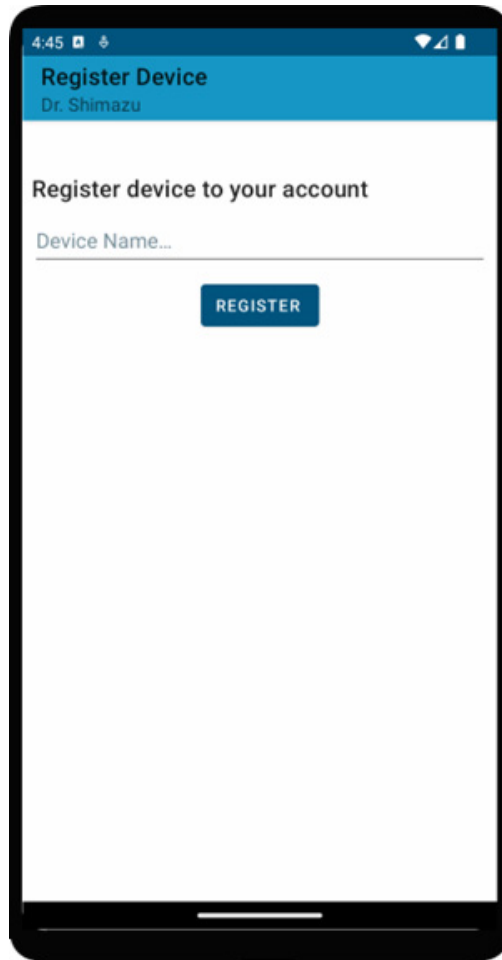 4:45
Register Device
Dr. Shimazu
Register device to your account
Device Name...
REGISTER